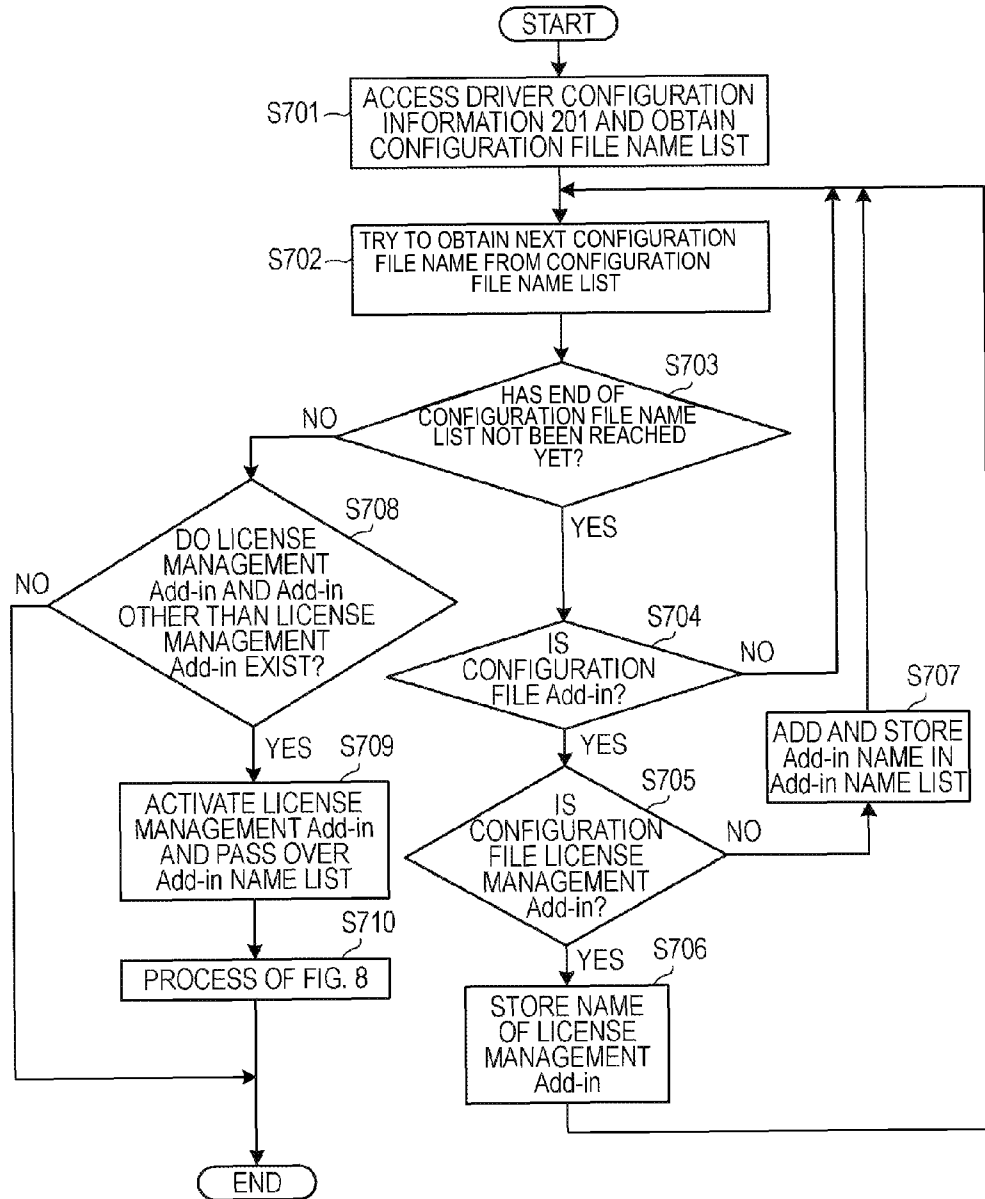 START
S701
ACCESS DRIVER CONFIGURATION
INFORMATION 201 AND OBTAIN
CONFIGURATION FILE NAME LIST
S702
TRY TO OBTAIN NEXT CONFIGURATION
FILE NAME FROM CONFIGURATION
FILE NAME LIST
S703
HAS END OF
CONFIGURATION FILE NAME
LIST NOT BEEN REACHED
YET?
NO
YES
S708
DO LICENSE
MANAGEMENT
Add-in AND Add-in
OTHER THAN LICENSE
MANAGEMENT
Add-in EXIST?
NO
YES
S704
IS
CONFIGURATION
FILE Add-in?
NO
YES
S707
ADD AND STORE
Add-in NAME IN
Add-in NAME LIST
S705
IS
CONFIGURATION
FILE LICENSE
MANAGEMENT
Add-in?
NO
YES
S709
ACTIVATE LICENSE
MANAGEMENT Add-in
AND PASS OVER
Add-in NAME LIST
S710
PROCESS OF FIG. 8
S706
STORE NAME
OF LICENSE
MANAGEMENT
Add-in
END